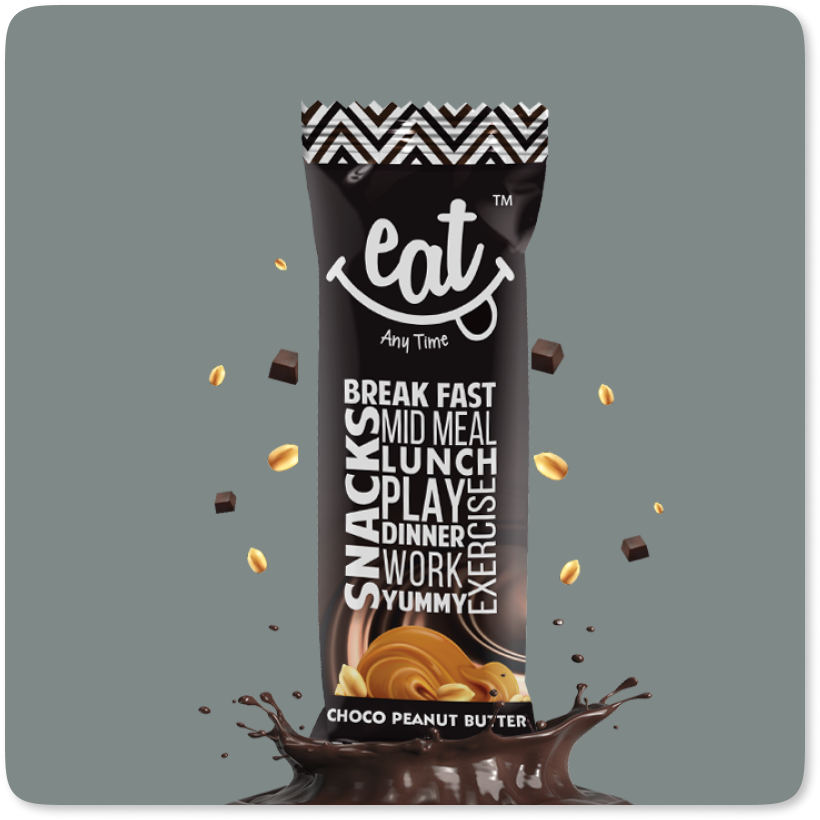 TM
eat
Any Time
BREAK FAST
SNACKS
MID MEAL
LUNCH
PLAY
EXERCISE
DINNER
WORK
YUMMY
CHOCO PEANUT BUTTER